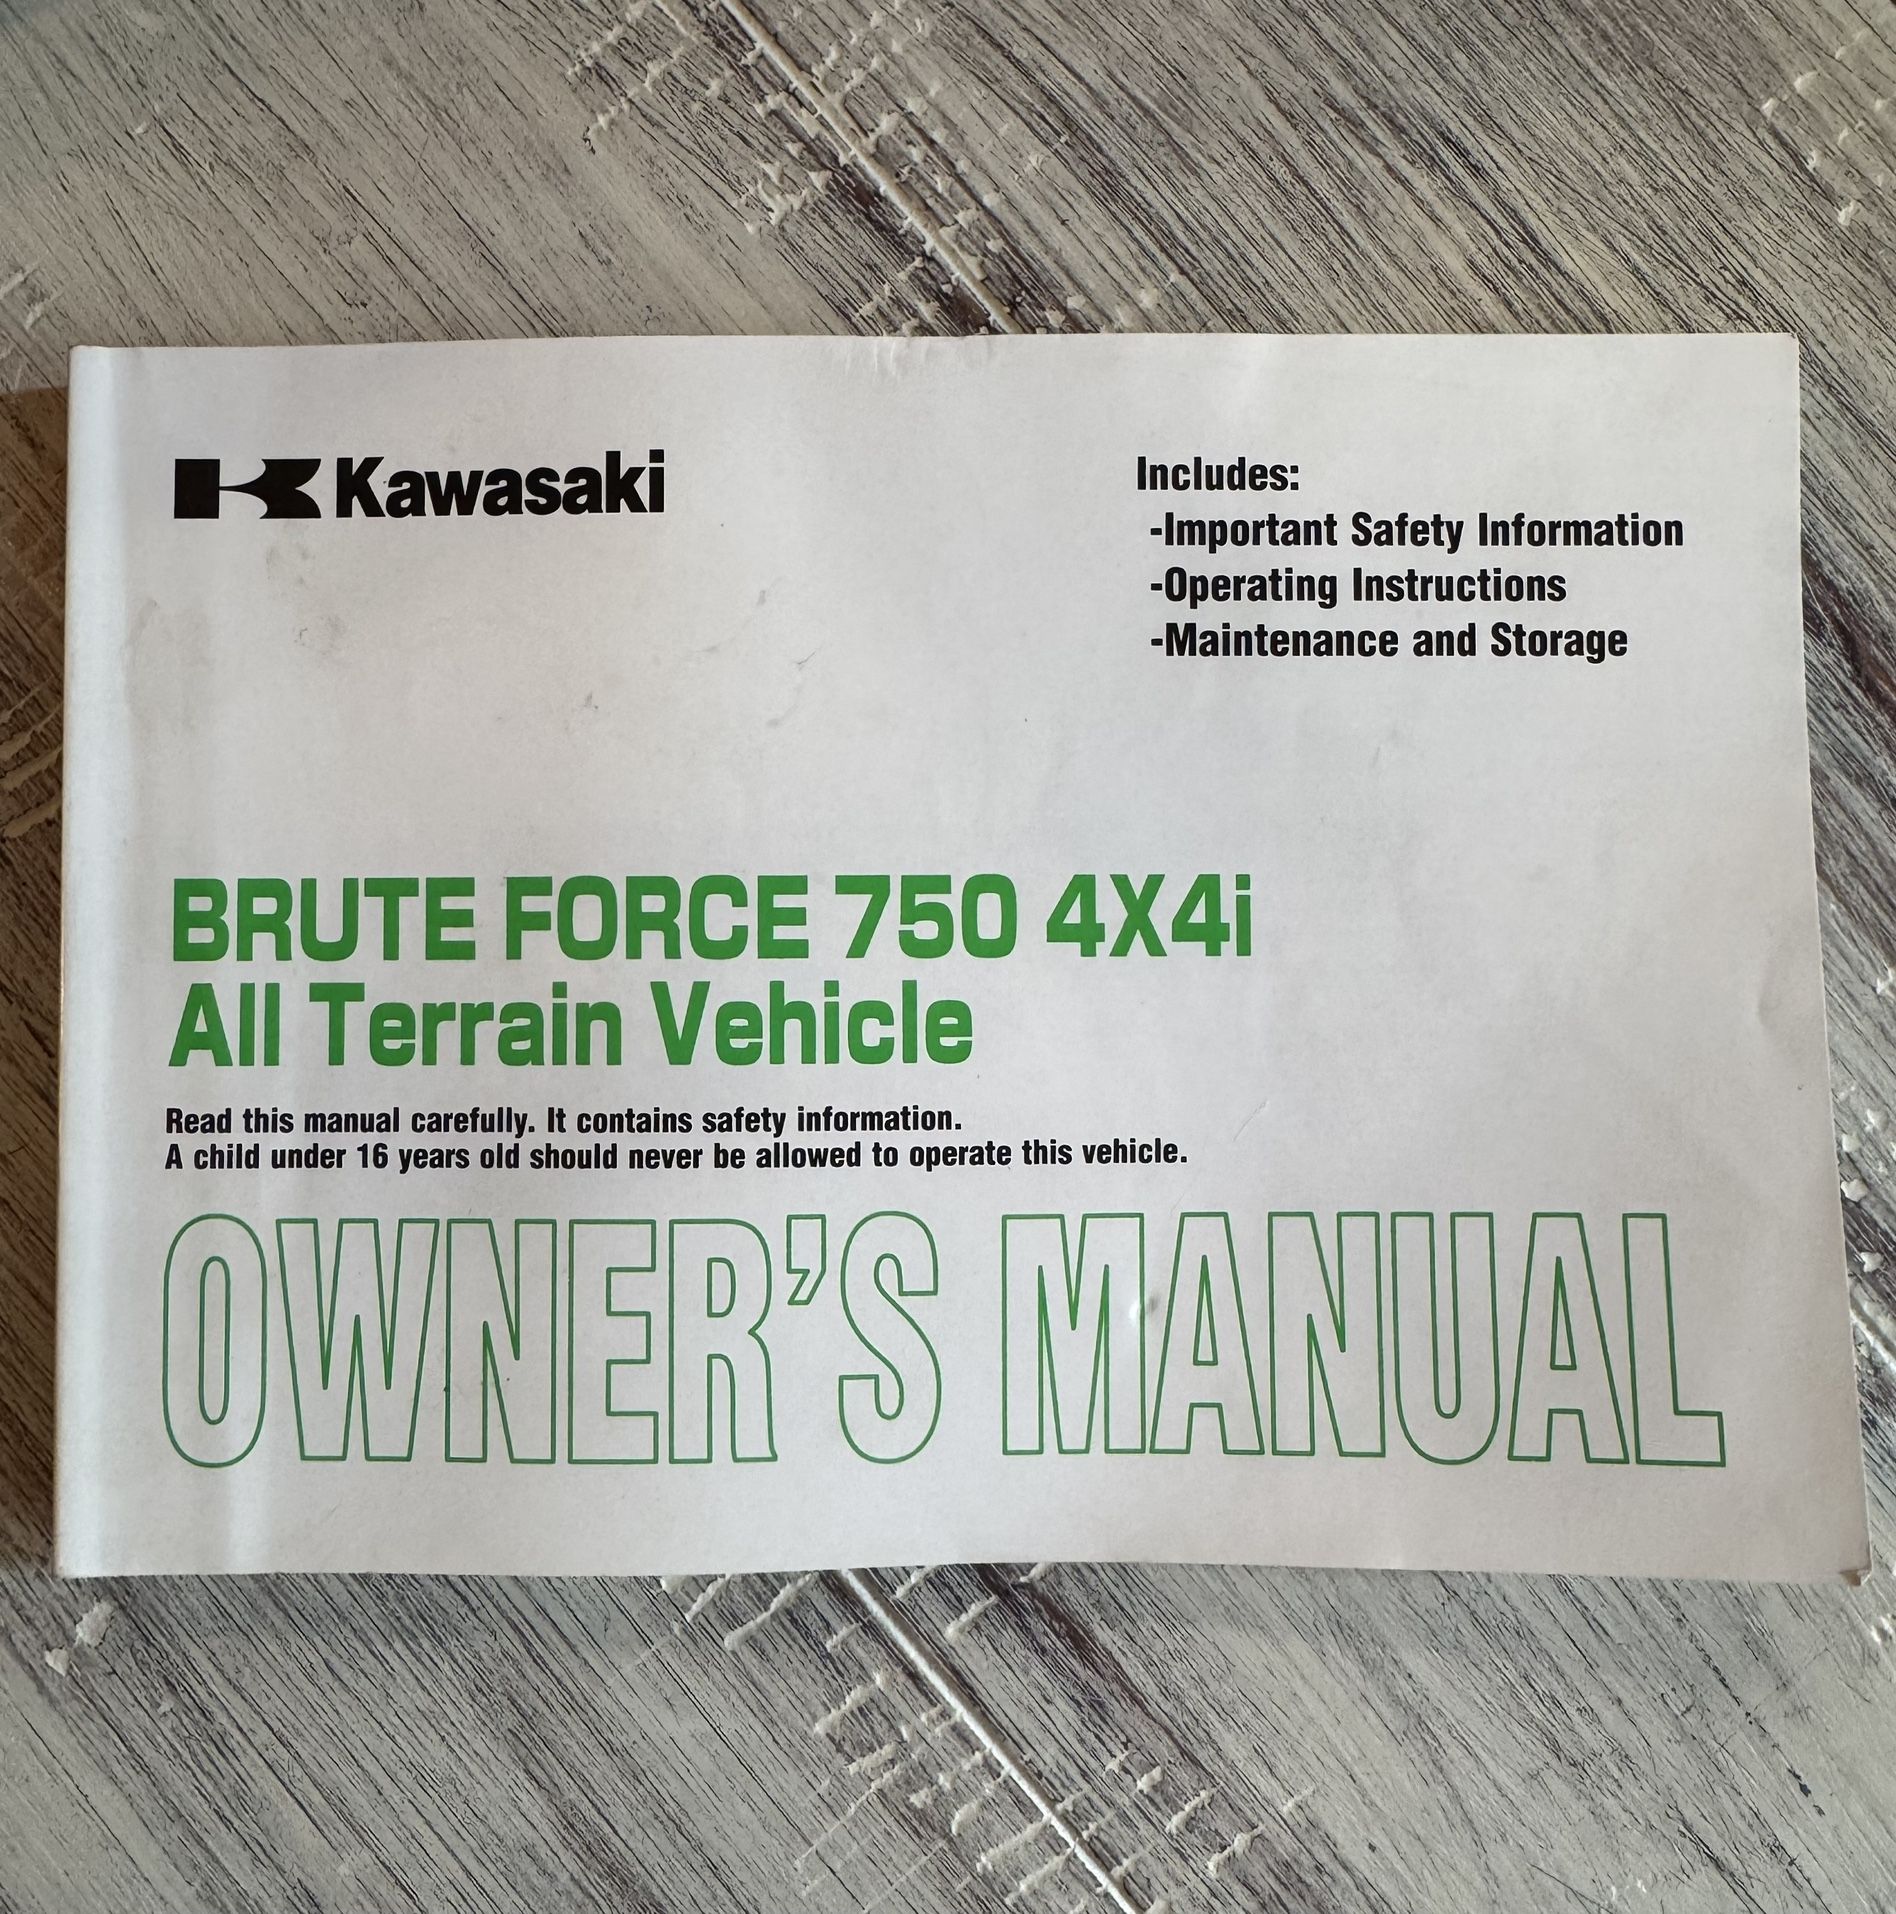 Kawasaki
Includes:
-Important Safety Information
-Operating Instructions
-Maintenance and Storage
BRUTE FORCE 750 4X4i
All Terrain Vehicle
Read this manual carefully. It contains safety information.
A child under 16 years old should never be allowed to operate this vehicle.
OWNER'S MANUAL